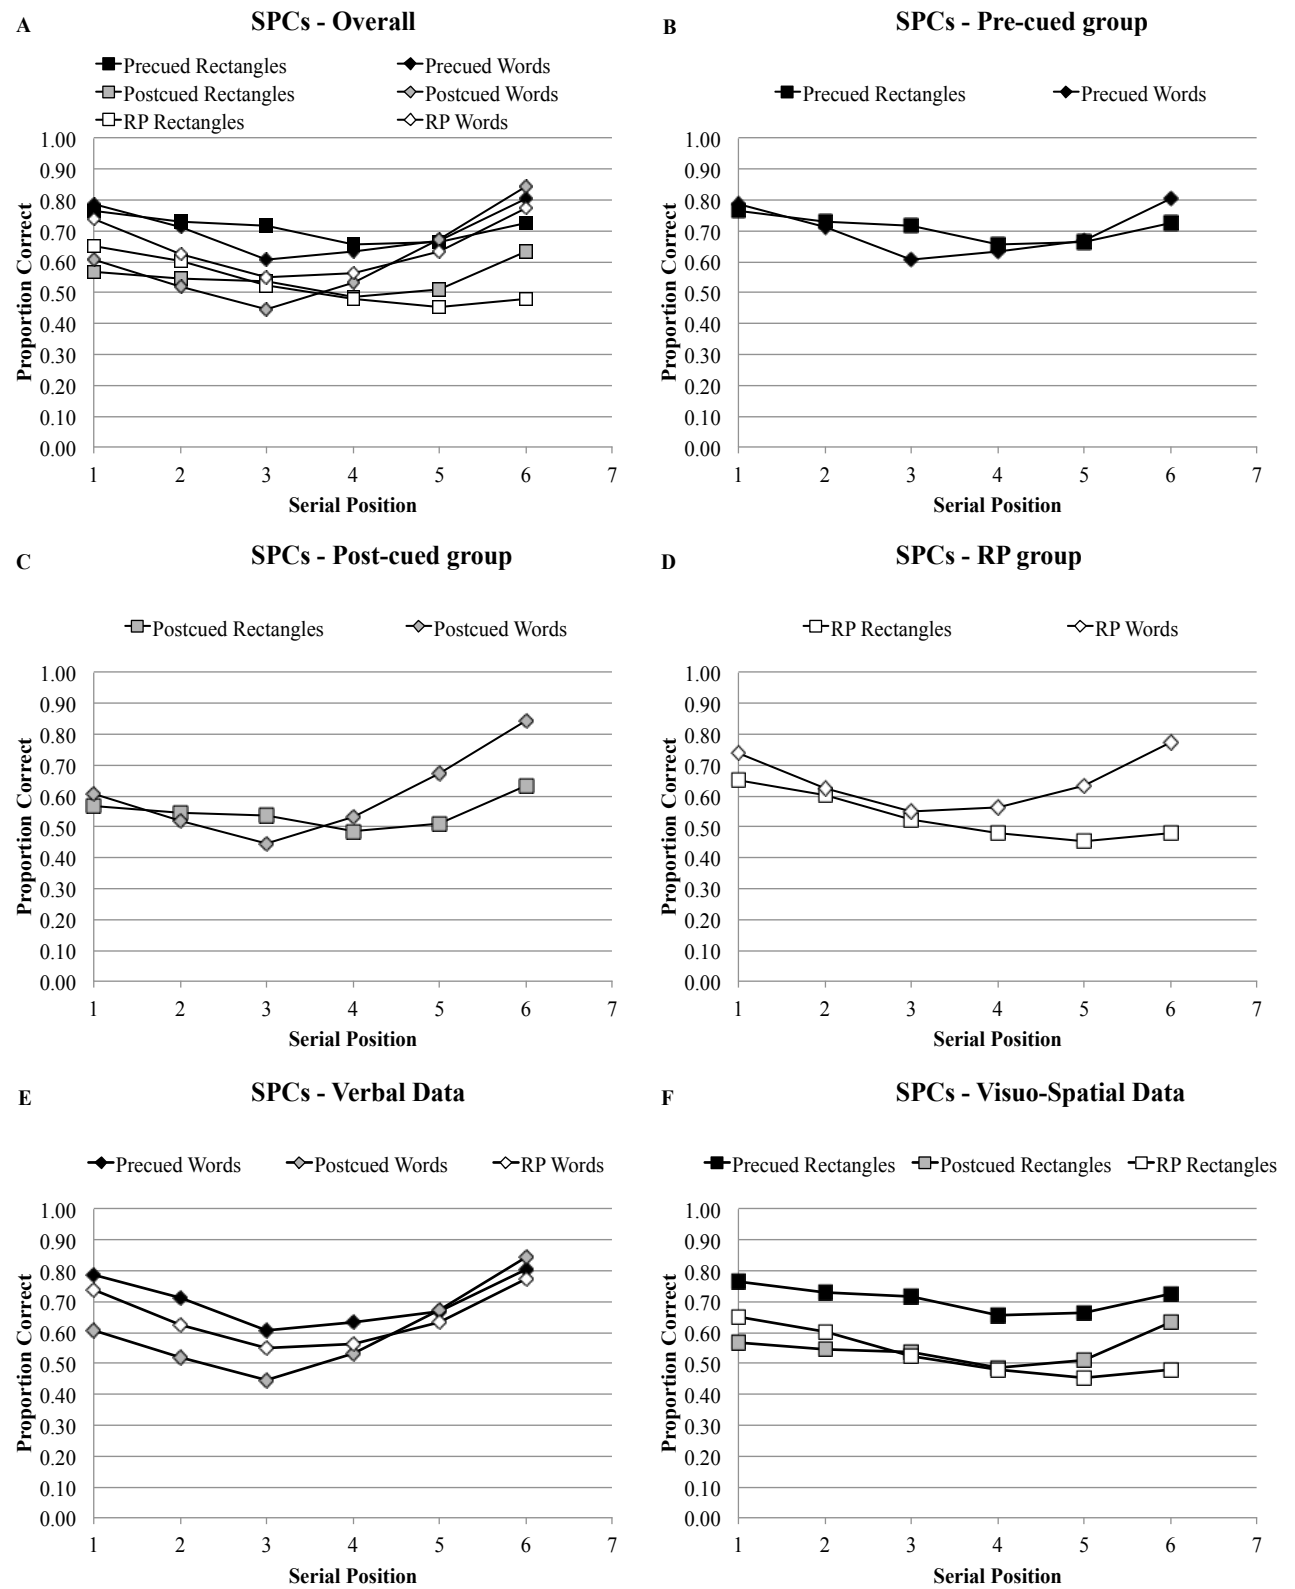 A
SPCs - Overall
Precued Rectangles
Precued Words
Postcued Rectangles
Postcued Words
RP Rectangles
RP Words
1.00
0.90
0.80
0.70
0.60
0.50
0.40
0.30
0.20
0.10
0.00
Proportion Correct
1 2 3 4 5 6 7
Serial Position
B
SPCs - Pre-cued group
Precued Rectangles
Precued Words
1.00
0.90
0.80
0.70
0.60
0.50
0.40
0.30
0.20
0.10
0.00
Proportion Correct
1 2 3 4 5 6 7
Serial Position
C
SPCs - Post-cued group
Postcued Rectangles
Postcued Words
1.00
0.90
0.80
0.70
0.60
0.50
0.40
0.30
0.20
0.10
0.00
Proportion Correct
1 2 3 4 5 6 7
Serial Position
D
SPCs - RP group
RP Rectangles
RP Words
1.00
0.90
0.80
0.70
0.60
0.50
0.40
0.30
0.20
0.10
0.00
Proportion Correct
1 2 3 4 5 6 7
Serial Position
E
SPCs - Verbal Data
Precued Words
Postcued Words
RP Words
1.00
0.90
0.80
0.70
0.60
0.50
0.40
0.30
0.20
0.10
0.00
Proportion Correct
1 2 3 4 5 6 7
Serial Position
F
SPCs - Visuo-Spatial Data
Precued Rectangles
Postcued Rectangles
RP Rectangles
1.00
0.90
0.80
0.70
0.60
0.50
0.40
0.30
0.20
0.10
0.00
Proportion Correct
1 2 3 4 5 6 7
Serial Position